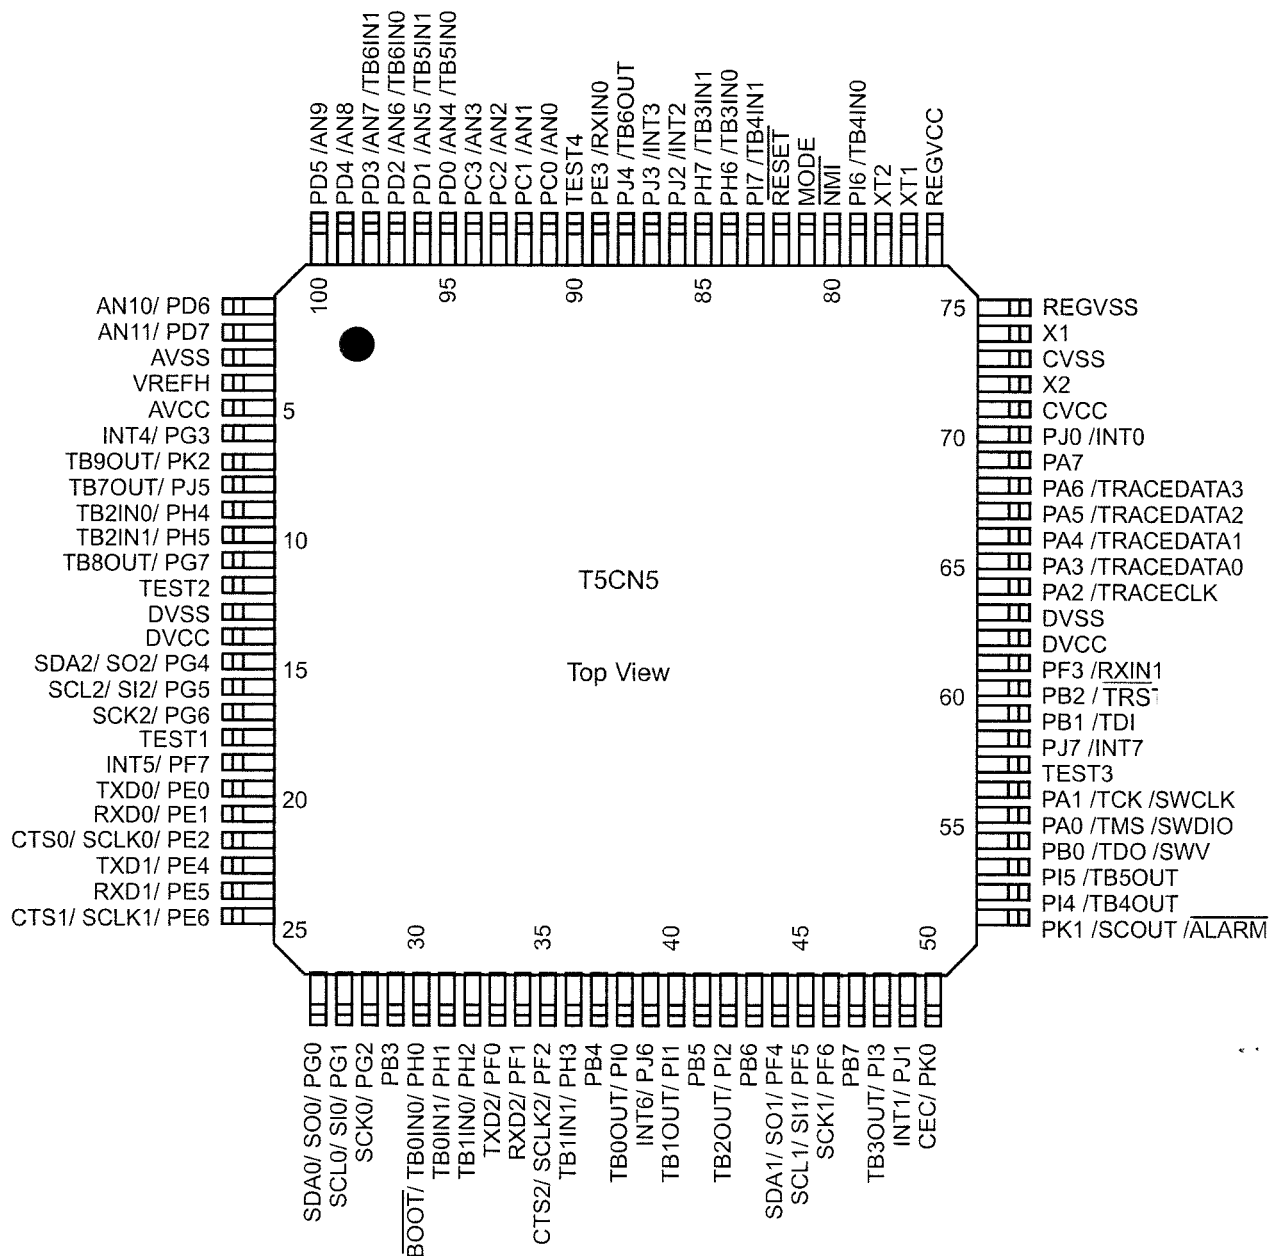 PD5 /AN9
PD4 /AN8
PD3 /AN7 /TB6IN1
PD2 /AN6 /TB6IN0
PD1 /AN5 /TB5IN1
PD0 /AN4 /TB5IN0
PC3 /AN3
PC2 /AN2
PC1 /AN1
PC0 /AN0
TEST4
PE3 /RXIN0
PJ4 /TB6OUT
PJ3 /INT3
PJ2 /INT2
PH7 /TB3IN1
PH6 /TB3IN0
PI7 /TB4IN1
RESET
MODE
NMI
PI6 /TB4IN0
XT2
XT1
REGVCC
100
95
90
85
80
AN10/ PD6
AN11/ PD7
AVSS
VREFH
AVCC
INT4/ PG3
TB9OUT/ PK2
TB7OUT/ PJ5
TB2IN0/ PH4
TB2IN1/ PH5
TB8OUT/ PG7
TEST2
DVSS
DVCC
SDA2/ SO2/ PG4
SCL2/ SI2/ PG5
SCK2/ PG6
TEST1
INT5/ PF7
TXD0/ PE0
RXD0/ PE1
CTS0/ SCLK0/ PE2
TXD1/ PE4
RXD1/ PE5
CTS1/ SCLK1/ PE6
5
10
15
20
25
T5CN5
Top View
75
70
65
60
55
REGVSS
X1
CVSS
X2
CVCC
PJ0 /INT0
PA7
PA6 /TRACEDATA3
PA5 /TRACEDATA2
PA4 /TRACEDATA1
PA3 /TRACEDATA0
PA2 /TRACECLK
DVSS
DVCC
PF3 /RXIN1
PB2 / TRST
PB1 /TDI
PJ7 /INT7
TEST3
PA1 /TCK /SWCLK
PA0 /TMS /SWDIO
PB0 /TDO /SWV
PI5 /TB5OUT
PI4 /TB4OUT
PK1 /SCOUT /ALARM
30
35
40
45
50
SDA0/ SO0/ PG0
SCL0/ SI0/ PG1
SCK0/ PG2
PB3
BOOT/ TB0IN0/ PH0
TB0IN1/ PH1
TB1IN0/ PH2
TXD2/ PF0
RXD2/ PF1
CTS2/ SCLK2/ PF2
TB1IN1/ PH3
PB4
TB0OUT/ PI0
INT6/ PJ6
TB1OUT/ PI1
PB5
TB2OUT/ PI2
PB6
SDA1/ SO1/ PF4
SCL1/ SI1/ PF5
SCK1/ PF6
PB7
TB3OUT/ PI3
INT1/ PJ1
CEC/ PK0